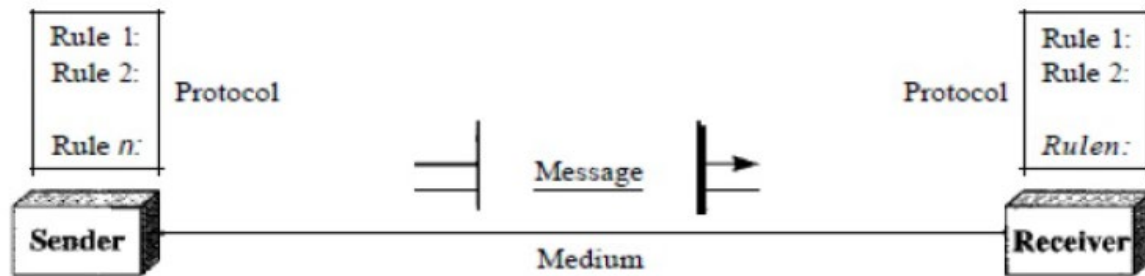 Rule 1:
Rule 2:
Rule n:
Protocol
Message
Protocol
Rule 1:
Rule 2:
Rulen:
Sender
Medium
Receiver